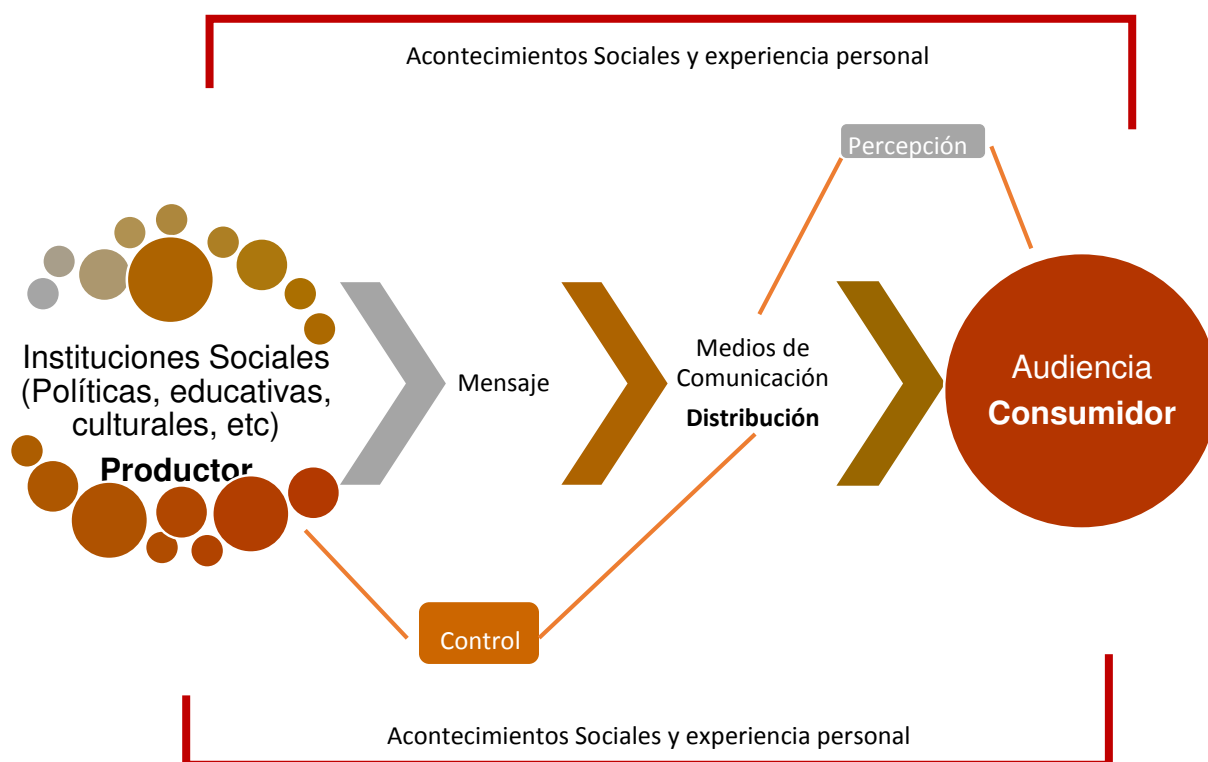 Acontecimientos Sociales y experiencia personal
Percepción
Instituciones Sociales
(Políticas, educativas,
culturales, etc)
Productor
Mensaje
Medios de
Comunicación
Distribución
Audiencia
Consumidor
Control
Acontecimientos Sociales y experiencia personal